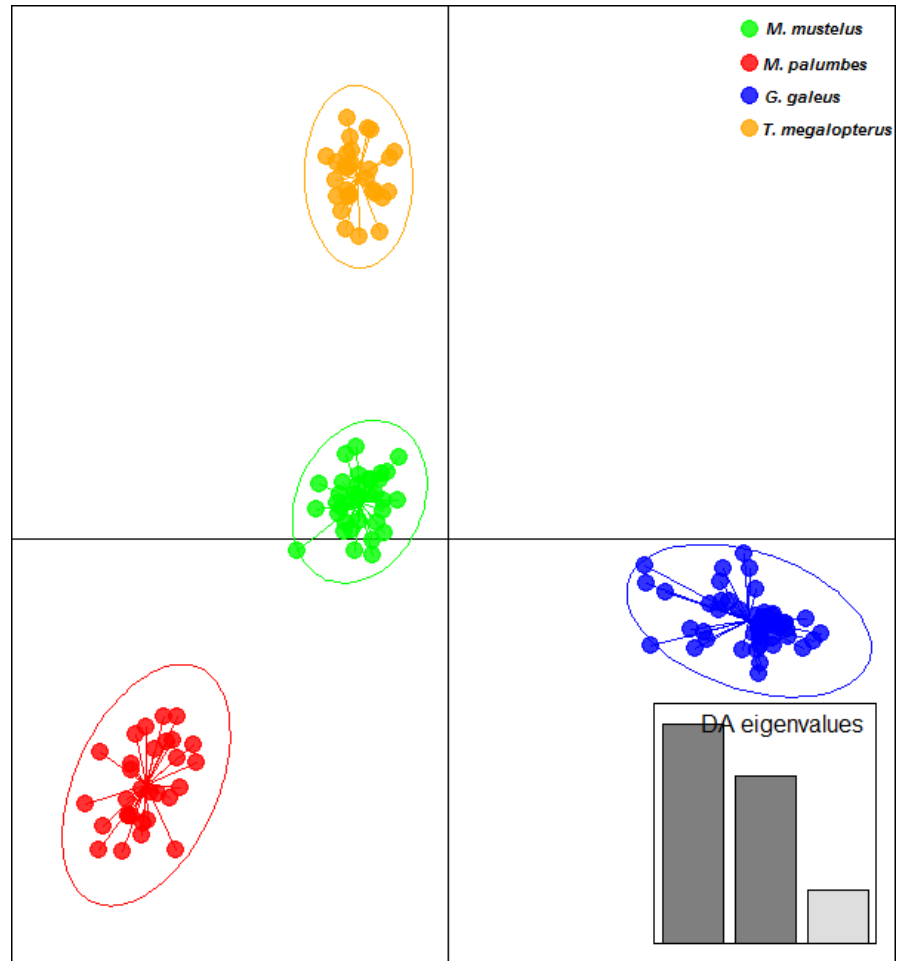 M. mustelus
M. palumbes
G. galeus
T. megalopterus
DA eigenvalues